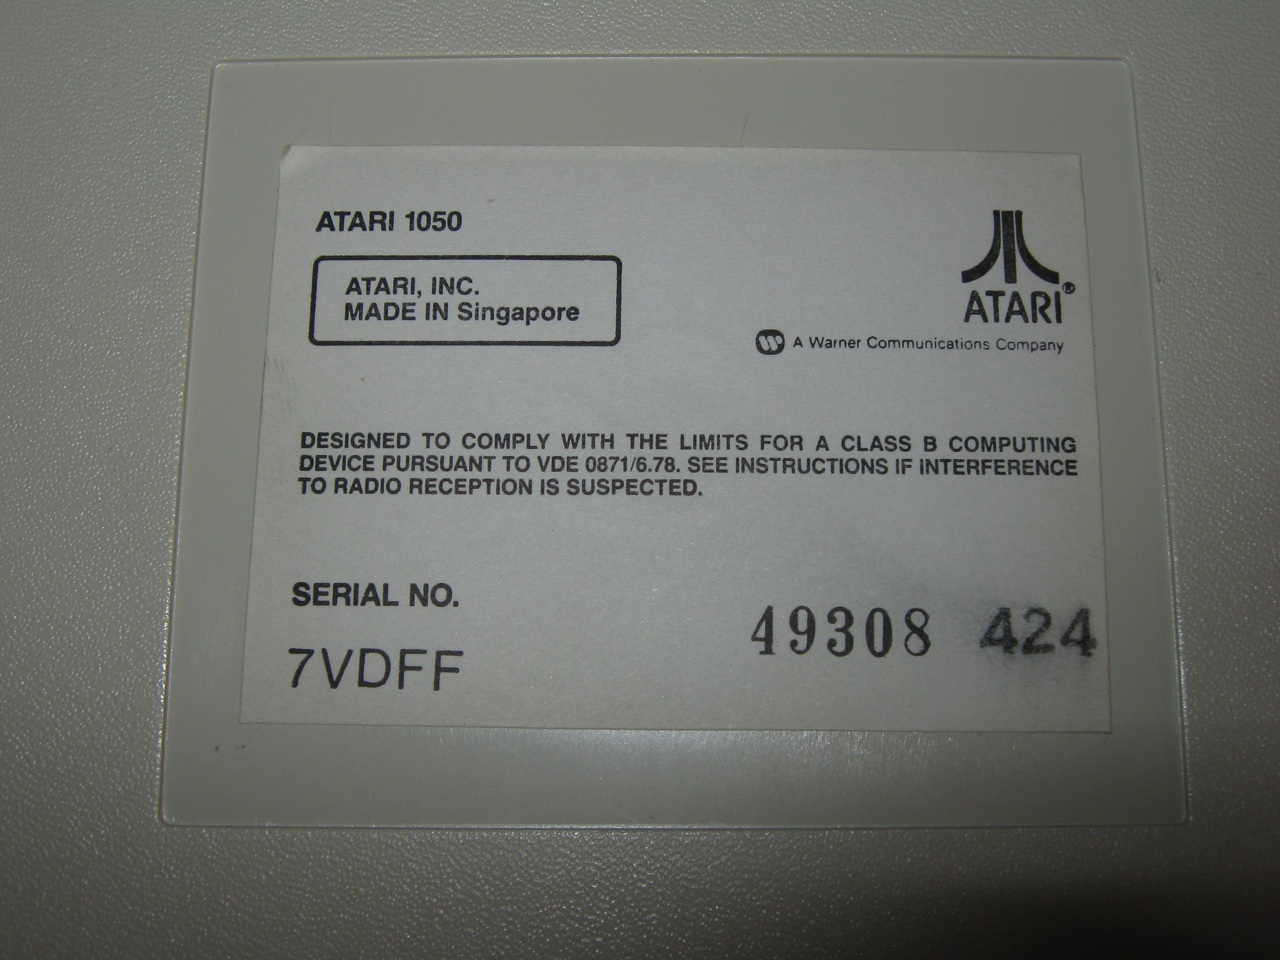 ATARI 1050
ATARI, INC.
MADE IN Singapore
ATARI®
A Warner Communications Company
DESIGNED TO COMPLY WITH THE LIMITS FOR A CLASS B COMPUTING
DEVICE PURSUANT TO VDE 0871/6.78. SEE INSTRUCTIONS IF INTERFERENCE
TO RADIO RECEPTION IS SUSPECTED.
SERIAL NO.
7VDFF 49308 424